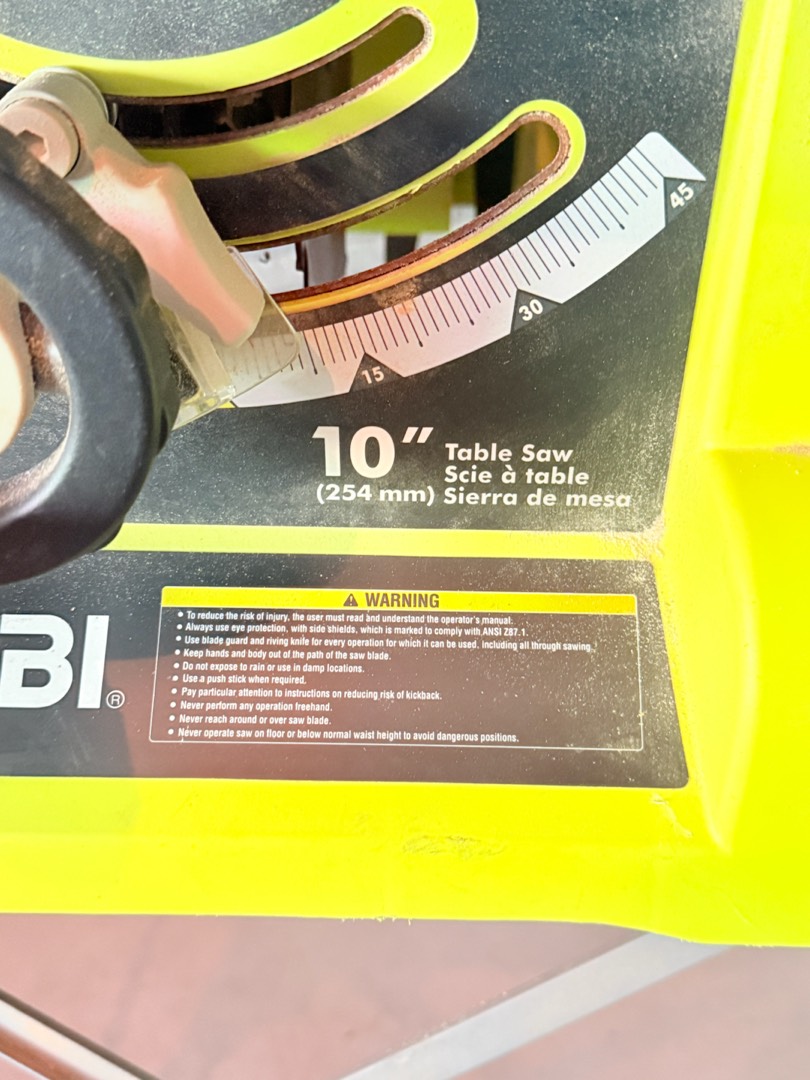 45
30
15
10” Table Saw
Scie à table
(254 mm) Sierra de mesa
BI®
WARNING
• To reduce the risk of injury, the user must read and understand the operator's manual.
• Always use eye protection, with side shields, which is marked to comply with ANSI Z87.1.
• Use blade guard and riving knife for every operation for which it can be used, including all through sawing.
• Keep hands and body out of the path of the saw blade.
• Do not expose to rain or use in damp locations.
• Use a push stick when required.
• Pay particular attention to instructions on reducing risk of kickback.
• Never perform any operation freehand.
• Never reach around or over saw blade.
• Never operate saw on floor or below normal waist height to avoid dangerous positions.